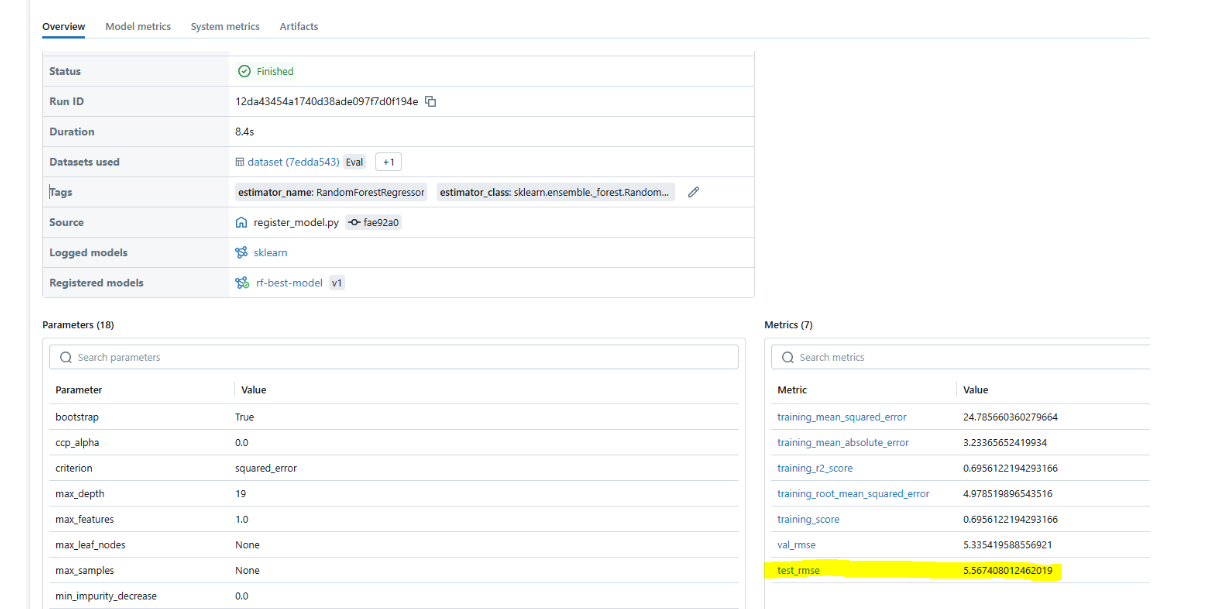 Overview Model metrics System metrics Artifacts
Status Finished
Run ID 12da43454a1740d38ade097f7d0f194e
Duration 8.4s
Datasets used dataset (7edda543) Eval +1
Tags estimator_name: RandomForestRegressor estimator_class: sklearn.ensemble._forest.Random...
Source register_model.py fae92a0
Logged models sklearn
Registered models rf-best-model v1
Parameters (18)
Search parameters
Parameter Value
bootstrap True
ccp_alpha 0.0
criterion squared_error
max_depth 19
max_features 1.0
max_leaf_nodes None
max_samples None
min_impurity_decrease 0.0
Metrics (7)
Search metrics
Metric Value
training_mean_squared_error 24.785660360279664
training_mean_absolute_error 3.23365652419934
training_r2_score 0.6956122194293166
training_root_mean_squared_error 4.978519896543516
training_score 0.6956122194293166
val_rmse 5.335419588556921
test_rmse 5.567408012462019